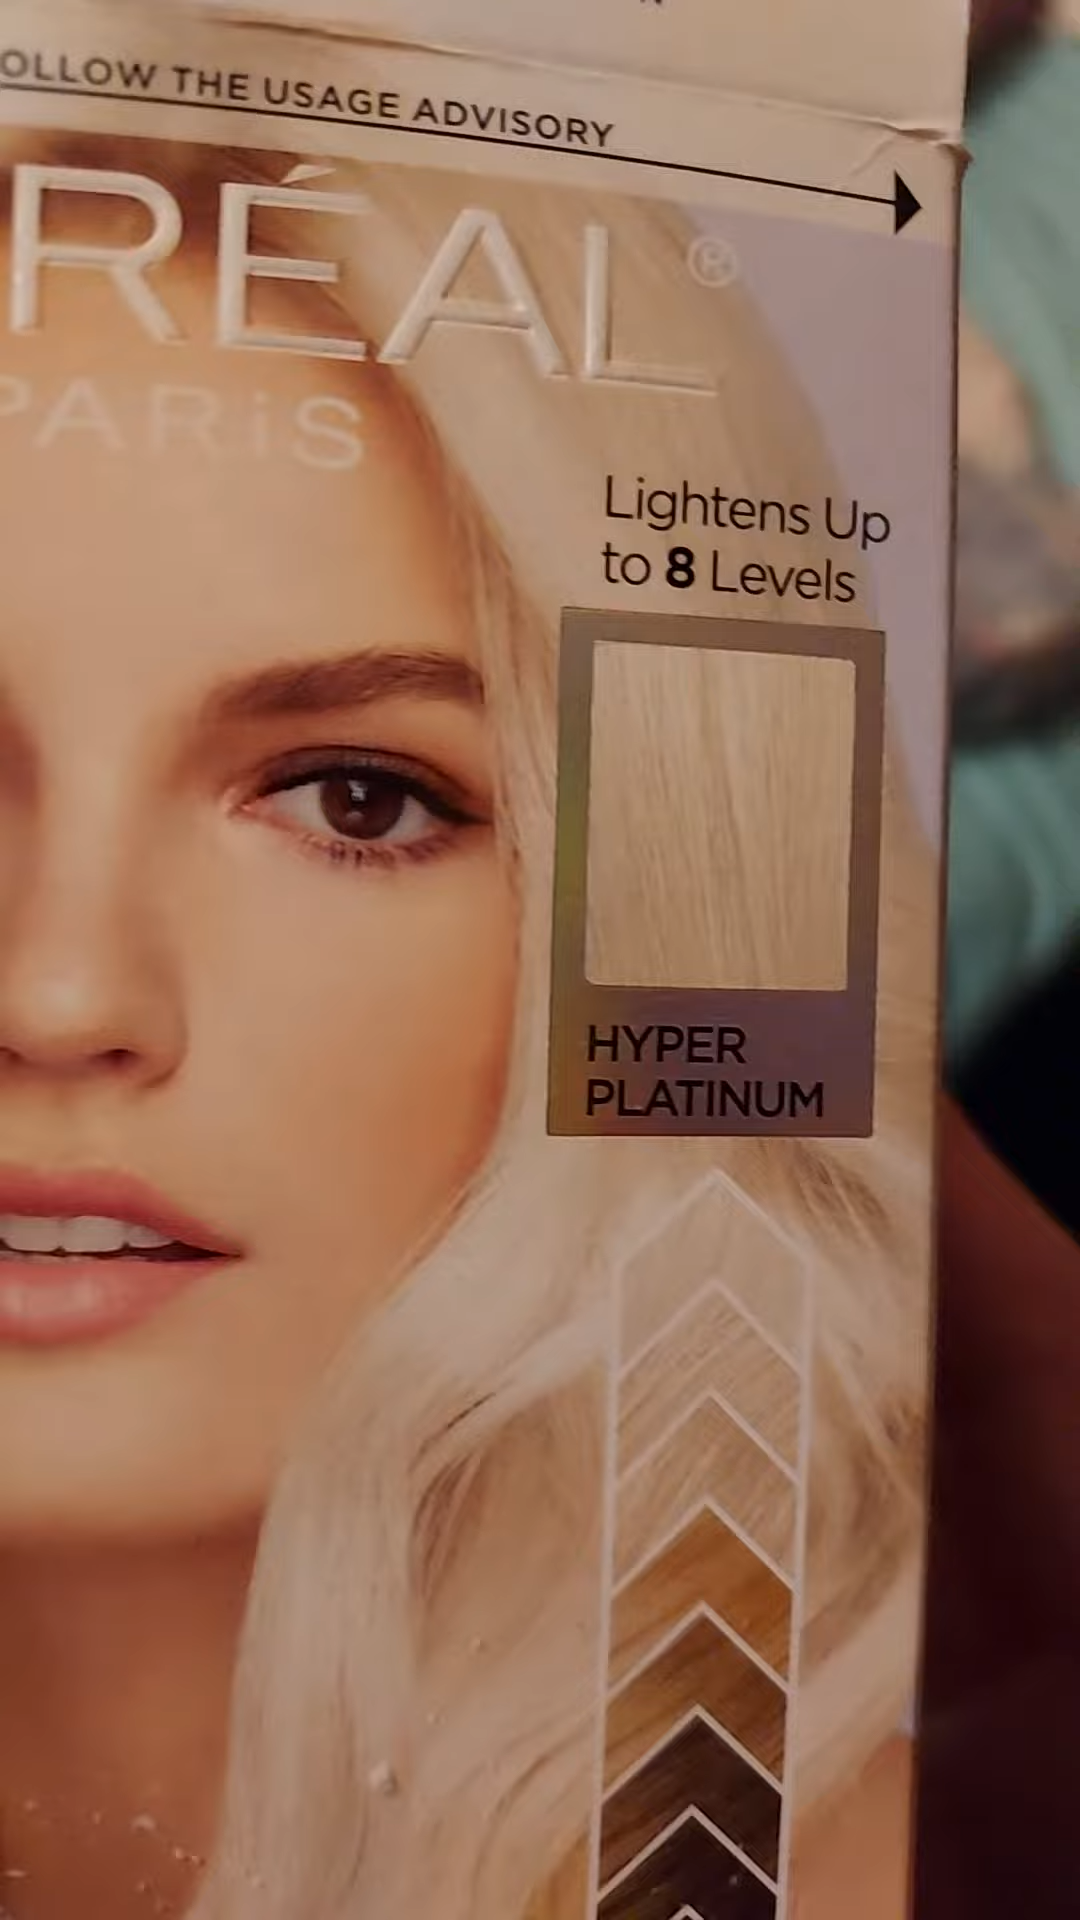 OLLOW THE USAGE ADVISORY
RÉAL®
PARiS
Lightens Up
to 8 Levels
HYPER
PLATINUM